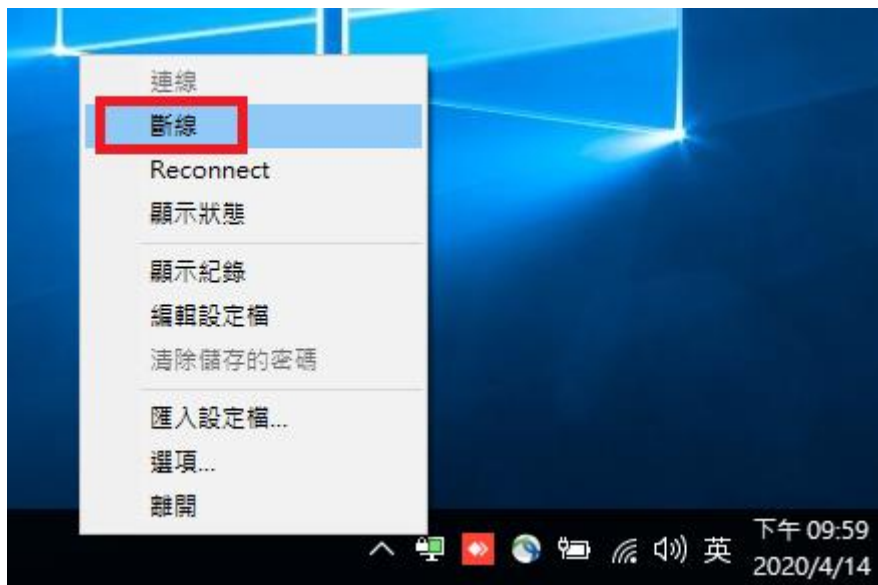 連線
斷線
Reconnect
顯示狀態
顯示紀錄
編輯設定檔
清除儲存的密碼
匯入設定檔...
選項...
離開
英
下午 09:59
2020/4/14